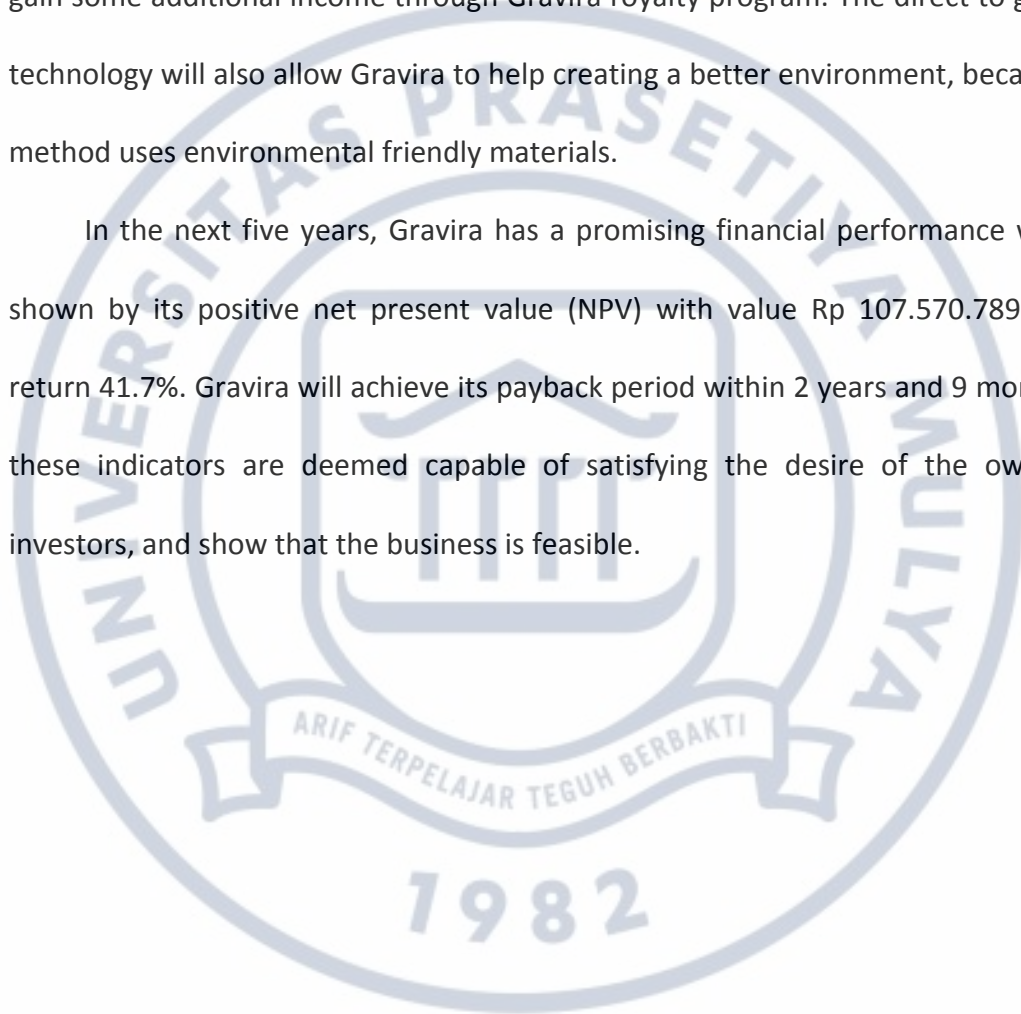 gain some additional income through Gravira royalty program. The direct to g
technology will also allow Gravira to help creating a better environment, beca
method uses environmental friendly materials.
In the next five years, Gravira has a promising financial performance
shown by its positive net present value (NPV) with value Rp 107.570.789
return 41.7%. Gravira will achieve its payback period within 2 years and 9 mo
these indicators are deemed capable of satisfying the desire of the ow
investors, and show that the business is feasible.
UNIVERSITAS PRASETIYA MULYA
ARIF TERPELAJAR TEGUH BERBAKTI
1982